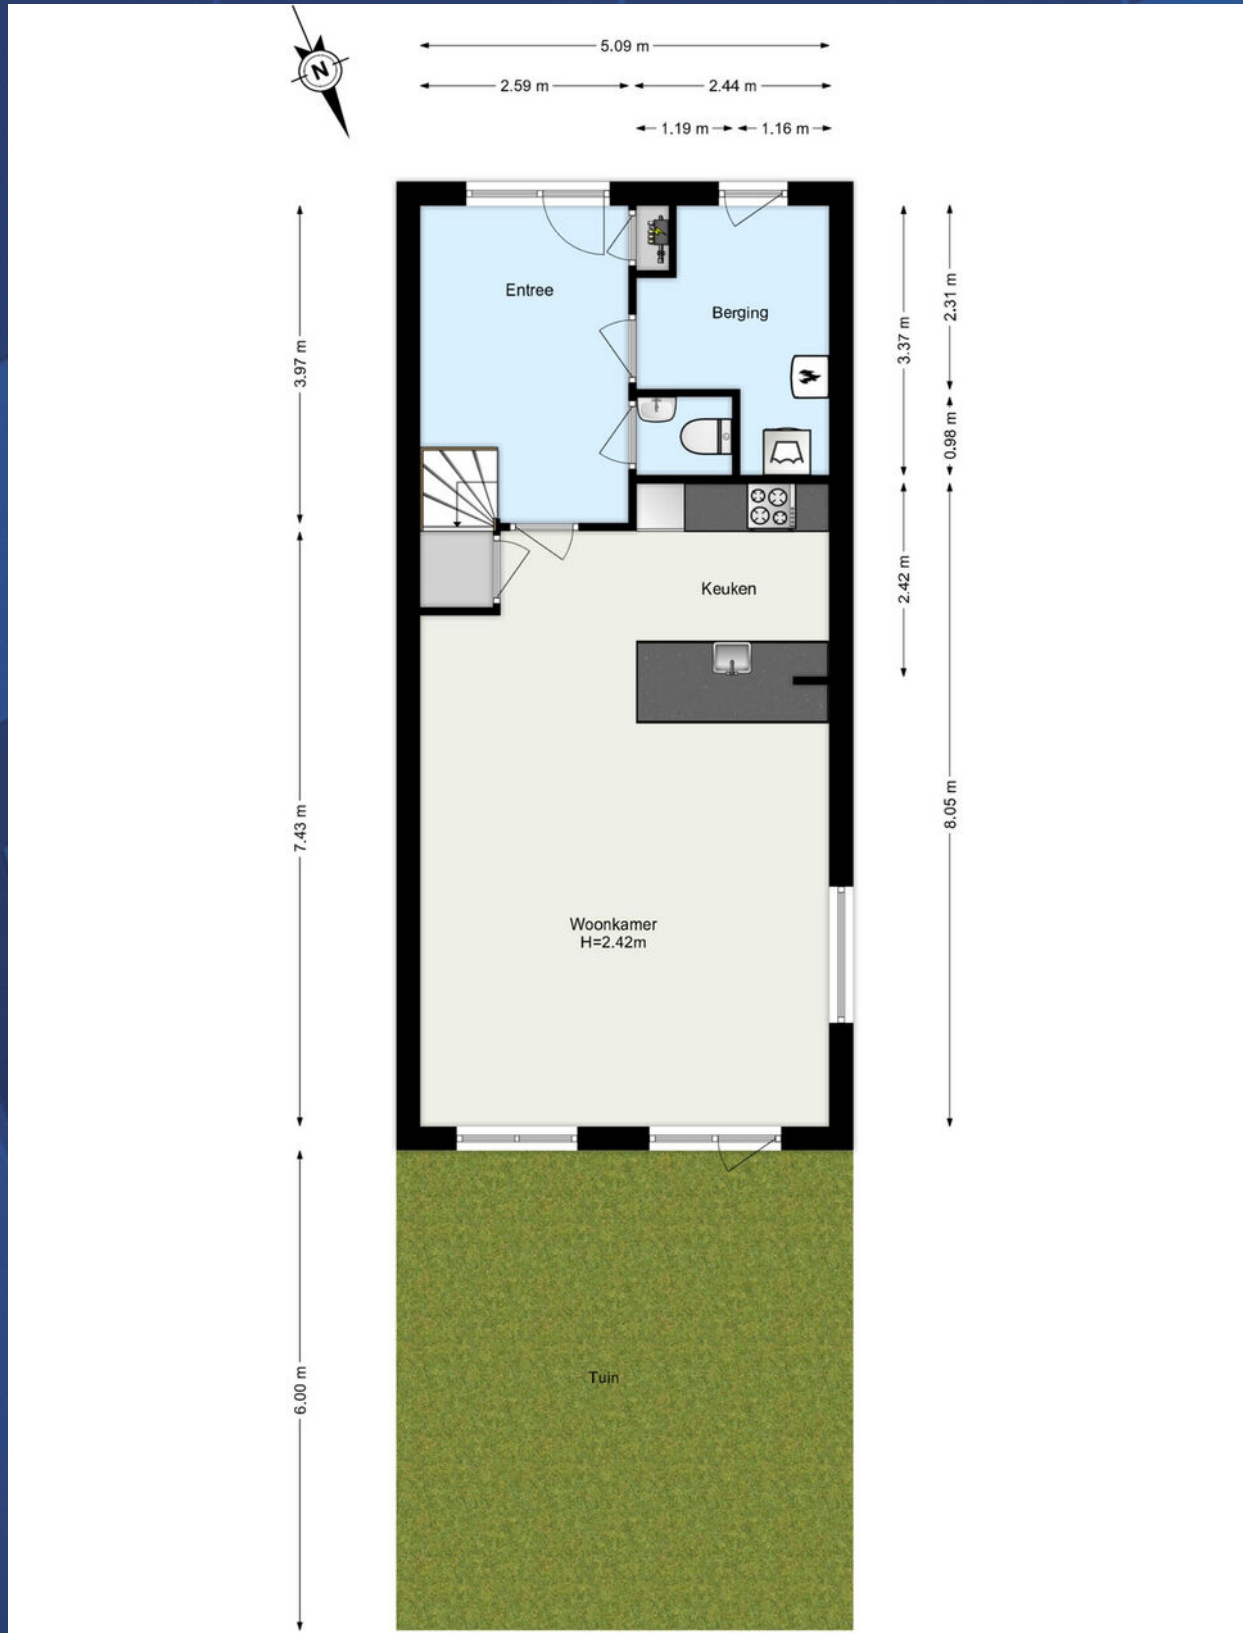 N
5.09 m
2.59 m
2.44 m
1.19 m
1.16 m
Entree
Berging
3.97 m
3.37 m
2.31 m
0.98 m
Keuken
2.42 m
7.43 m
8.05 m
Woonkamer
H=2.42m
Tuin
6.00 m